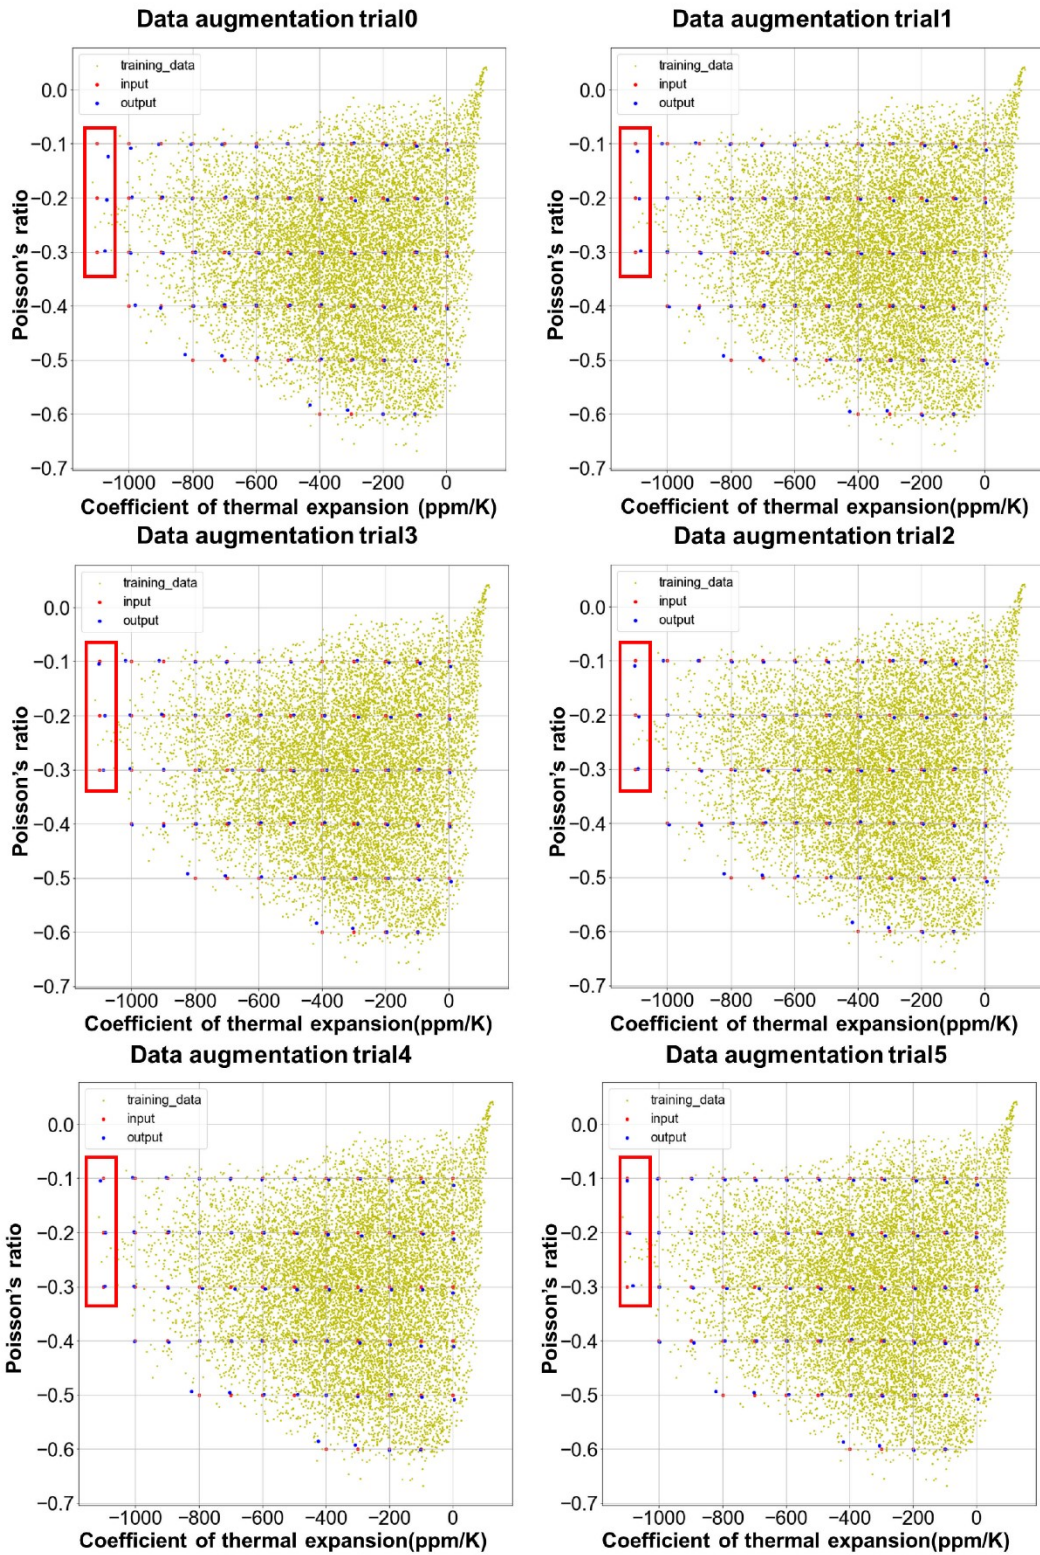 Data augmentation trial0
training_data
input
output
0.0
−0.1
−0.2
−0.3
−0.4
−0.5
−0.6
−0.7
Poisson's ratio
−1000 −800 −600 −400 −200 0
Coefficient of thermal expansion (ppm/K)
Data augmentation trial1
training_data
input
output
0.0
−0.1
−0.2
−0.3
−0.4
−0.5
−0.6
−0.7
Poisson's ratio
−1000 −800 −600 −400 −200 0
Coefficient of thermal expansion(ppm/K)
Data augmentation trial3
training_data
input
output
0.0
−0.1
−0.2
−0.3
−0.4
−0.5
−0.6
−0.7
Poisson's ratio
−1000 −800 −600 −400 −200 0
Coefficient of thermal expansion(ppm/K)
Data augmentation trial2
training_data
input
output
0.0
−0.1
−0.2
−0.3
−0.4
−0.5
−0.6
−0.7
Poisson's ratio
−1000 −800 −600 −400 −200 0
Coefficient of thermal expansion(ppm/K)
Data augmentation trial4
training_data
input
output
0.0
−0.1
−0.2
−0.3
−0.4
−0.5
−0.6
−0.7
Poisson's ratio
−1000 −800 −600 −400 −200 0
Coefficient of thermal expansion(ppm/K)
Data augmentation trial5
training_data
input
output
0.0
−0.1
−0.2
−0.3
−0.4
−0.5
−0.6
−0.7
Poisson's ratio
−1000 −800 −600 −400 −200 0
Coefficient of thermal expansion(ppm/K)